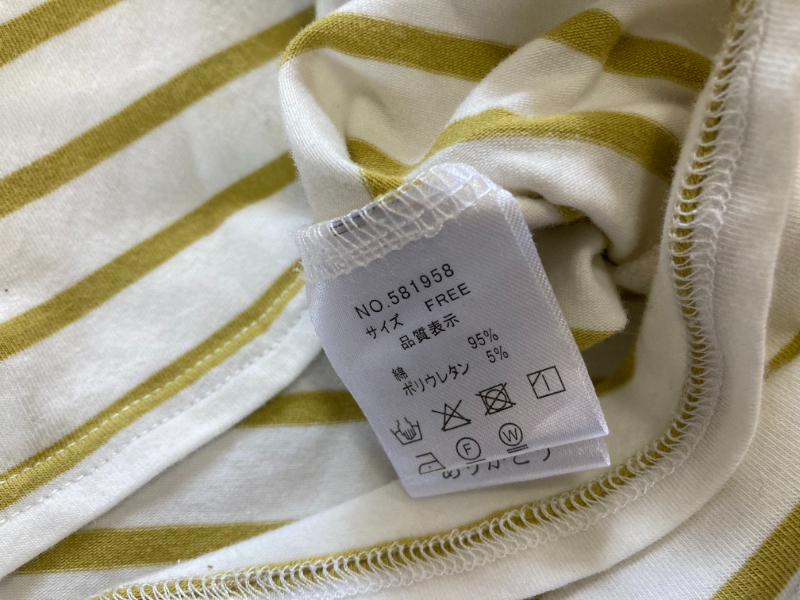 NO.581958
サイズ FREE
品質表示
綿 95%
ポリウレタン 5%
F W